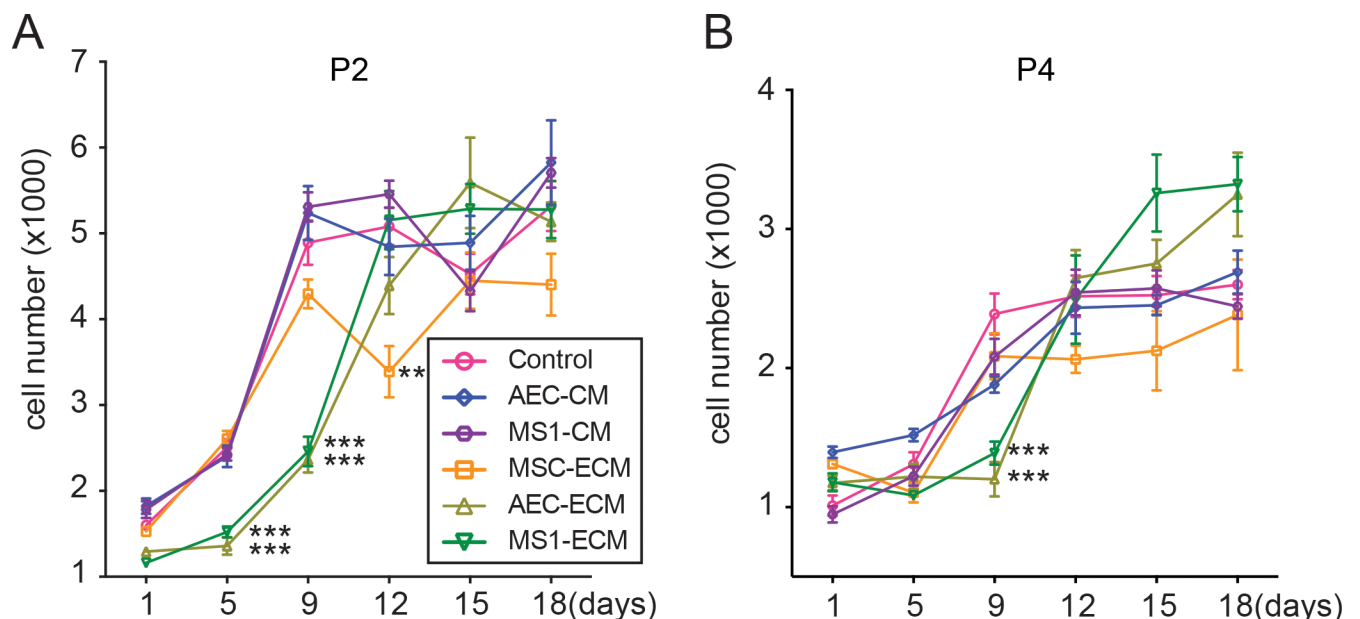 A
P2
cell number (x1000)
7
6
5
4
3
2
1
**
***
***
***
***
Control
AEC-CM
MS1-CM
MSC-ECM
AEC-ECM
MS1-ECM
1 5 9 12 15 18(days)
B
P4
cell number (x1000)
4
3
2
1
***
***
1 5 9 12 15 18(days)